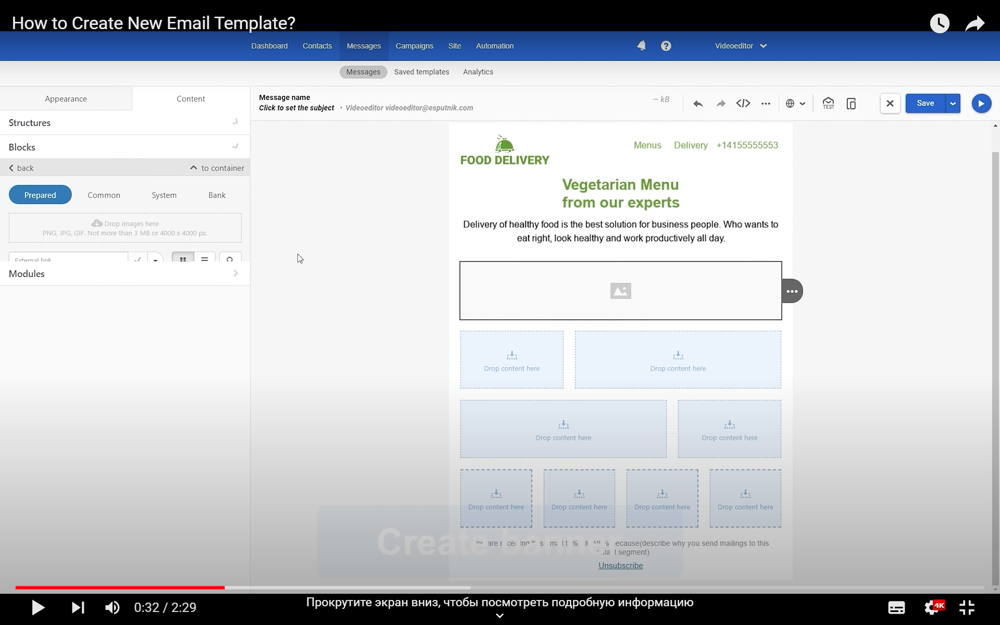 How to Create New Email Template?
Dashboard Contacts Messages Campaigns Site Automation Videoeditor
Messages Saved templates Analytics
Appearance Content
Message name
Click to set the subject • Videoeditor videoeditor@esputnik.com
– kB
TEST
Save
Structures
Blocks
back to container
Prepared Common System Bank
Drop images here
PNG, JPG, GIF. Not more than 3 MB or 4000 x 4000 px.
External link
Modules
FOOD DELIVERY
Menus Delivery +14155555553
Vegetarian Menu
from our experts
Delivery of healthy food is the best solution for business people. Who wants to
eat right, look healthy and work productively all day.
Drop content here Drop content here
Drop content here Drop content here
Drop content here Drop content here Drop content here Drop content here
Create banner
are because(describe why you send mailings to this
segment)
Unsubscribe
0:32 / 2:29
Прокрутите экран вниз, чтобы посмотреть подробную информацию
4K